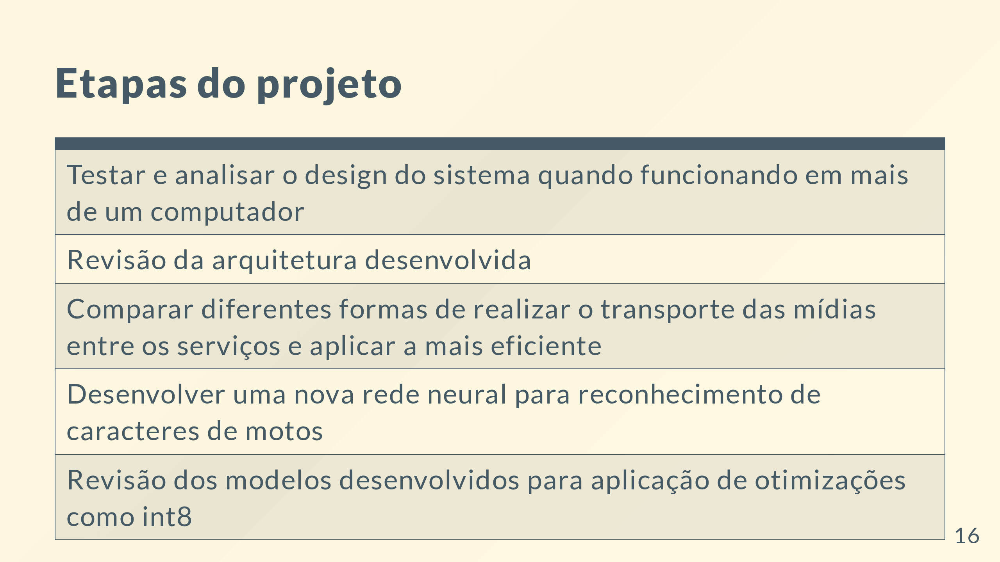 Etapas do projeto
Testar e analisar o design do sistema quando funcionando em mais
de um computador
Revisão da arquitetura desenvolvida
Comparar diferentes formas de realizar o transporte das mídias
entre os serviços e aplicar a mais eficiente
Desenvolver uma nova rede neural para reconhecimento de
caracteres de motos
Revisão dos modelos desenvolvidos para aplicação de otimizações
como int8
16